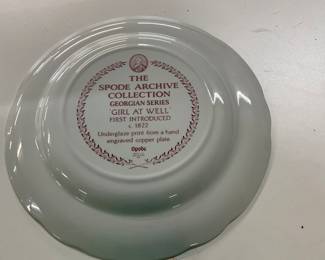 THE
SPODE ARCHIVE
COLLECTION
GEORGIAN SERIES
'GIRL AT WELL'
FIRST INTRODUCED
c. 1822
Underglaze print from a hand
engraved copper plate
Spode